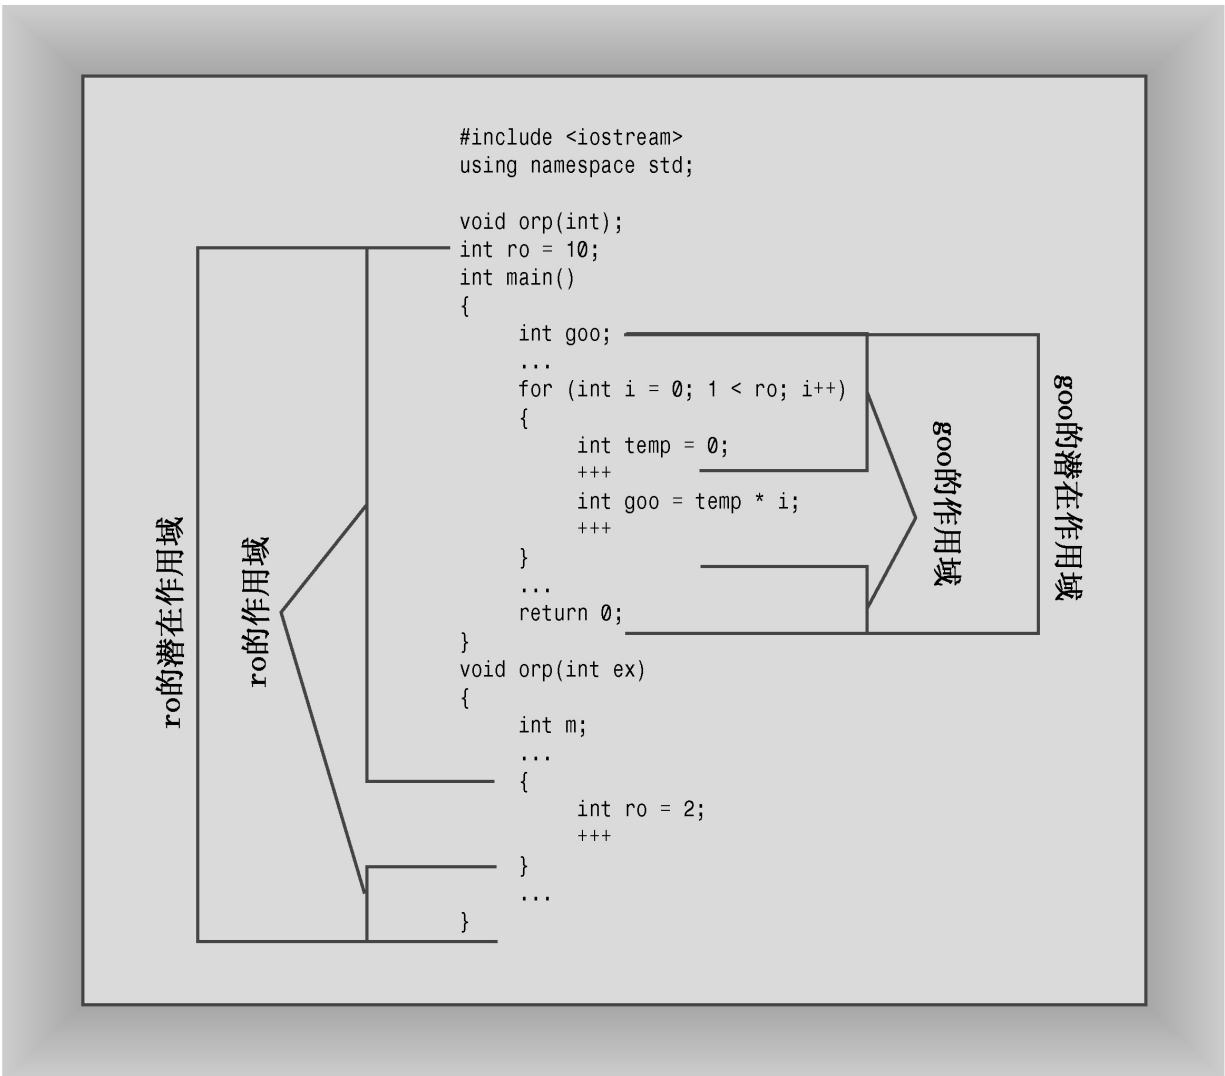 #include <iostream>
using namespace std;
void orp(int);
int ro = 10;
int main()
{
int goo;
...
for (int i = 0; 1 < ro; i++)
{
int temp = 0;
+++
int goo = temp * i;
+++
}
...
return 0;
}
void orp(int ex)
{
int m;
...
{
int ro = 2;
+++
}
...
}
ro的潜在作用域
ro的作用域
goo的作用域
goo的潜在作用域